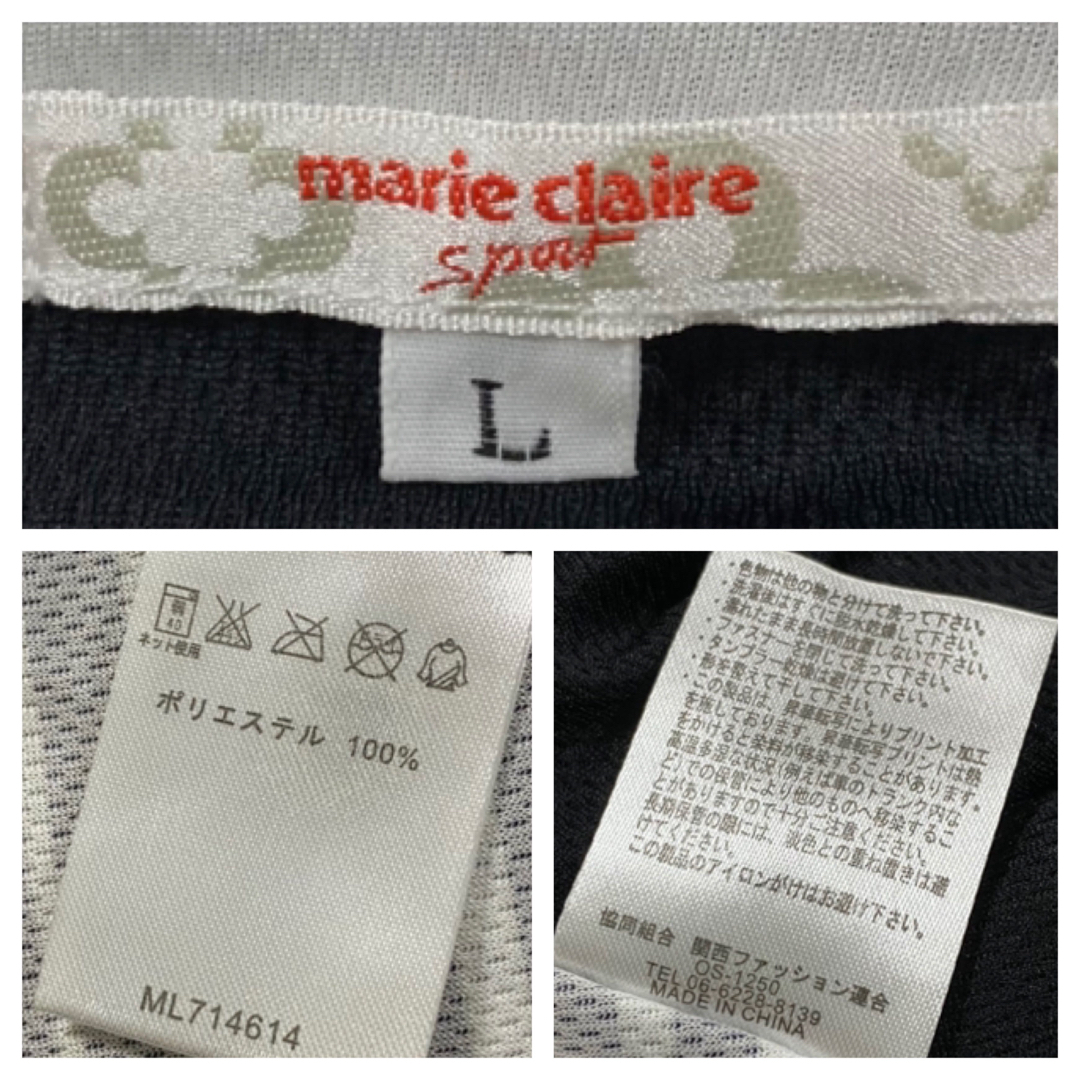 marie claire
sport
L
弱
40
ネット使用
ポリエステル 100%
ML714614
・色物は他の物と分けて洗って下さい。
・洗濯後はすぐに脱水乾燥して下さい。
・濡れたまま長時間放置しないで下さい。
・ファスナーを閉じて洗って下さい。
・タンブラー乾燥は避けて下さい。
・形を整えて干して下さい。
・この製品は、昇華転写によりプリント加工
を施しております。昇華転写プリントは熱
をかけると染料が移染することがあります。
高温多湿な状況(例えば車のトランク内な
ど)での保管により他のものへ移染するこ
とがありますので十分ご注意ください。
長期保管の際には、淡色との重ね置きは避
けてください。
この製品のアイロンがけはお避け下さい。
協同組合 関西ファッション連合
OS-1250
TEL06-6228-8139
MADE IN CHINA